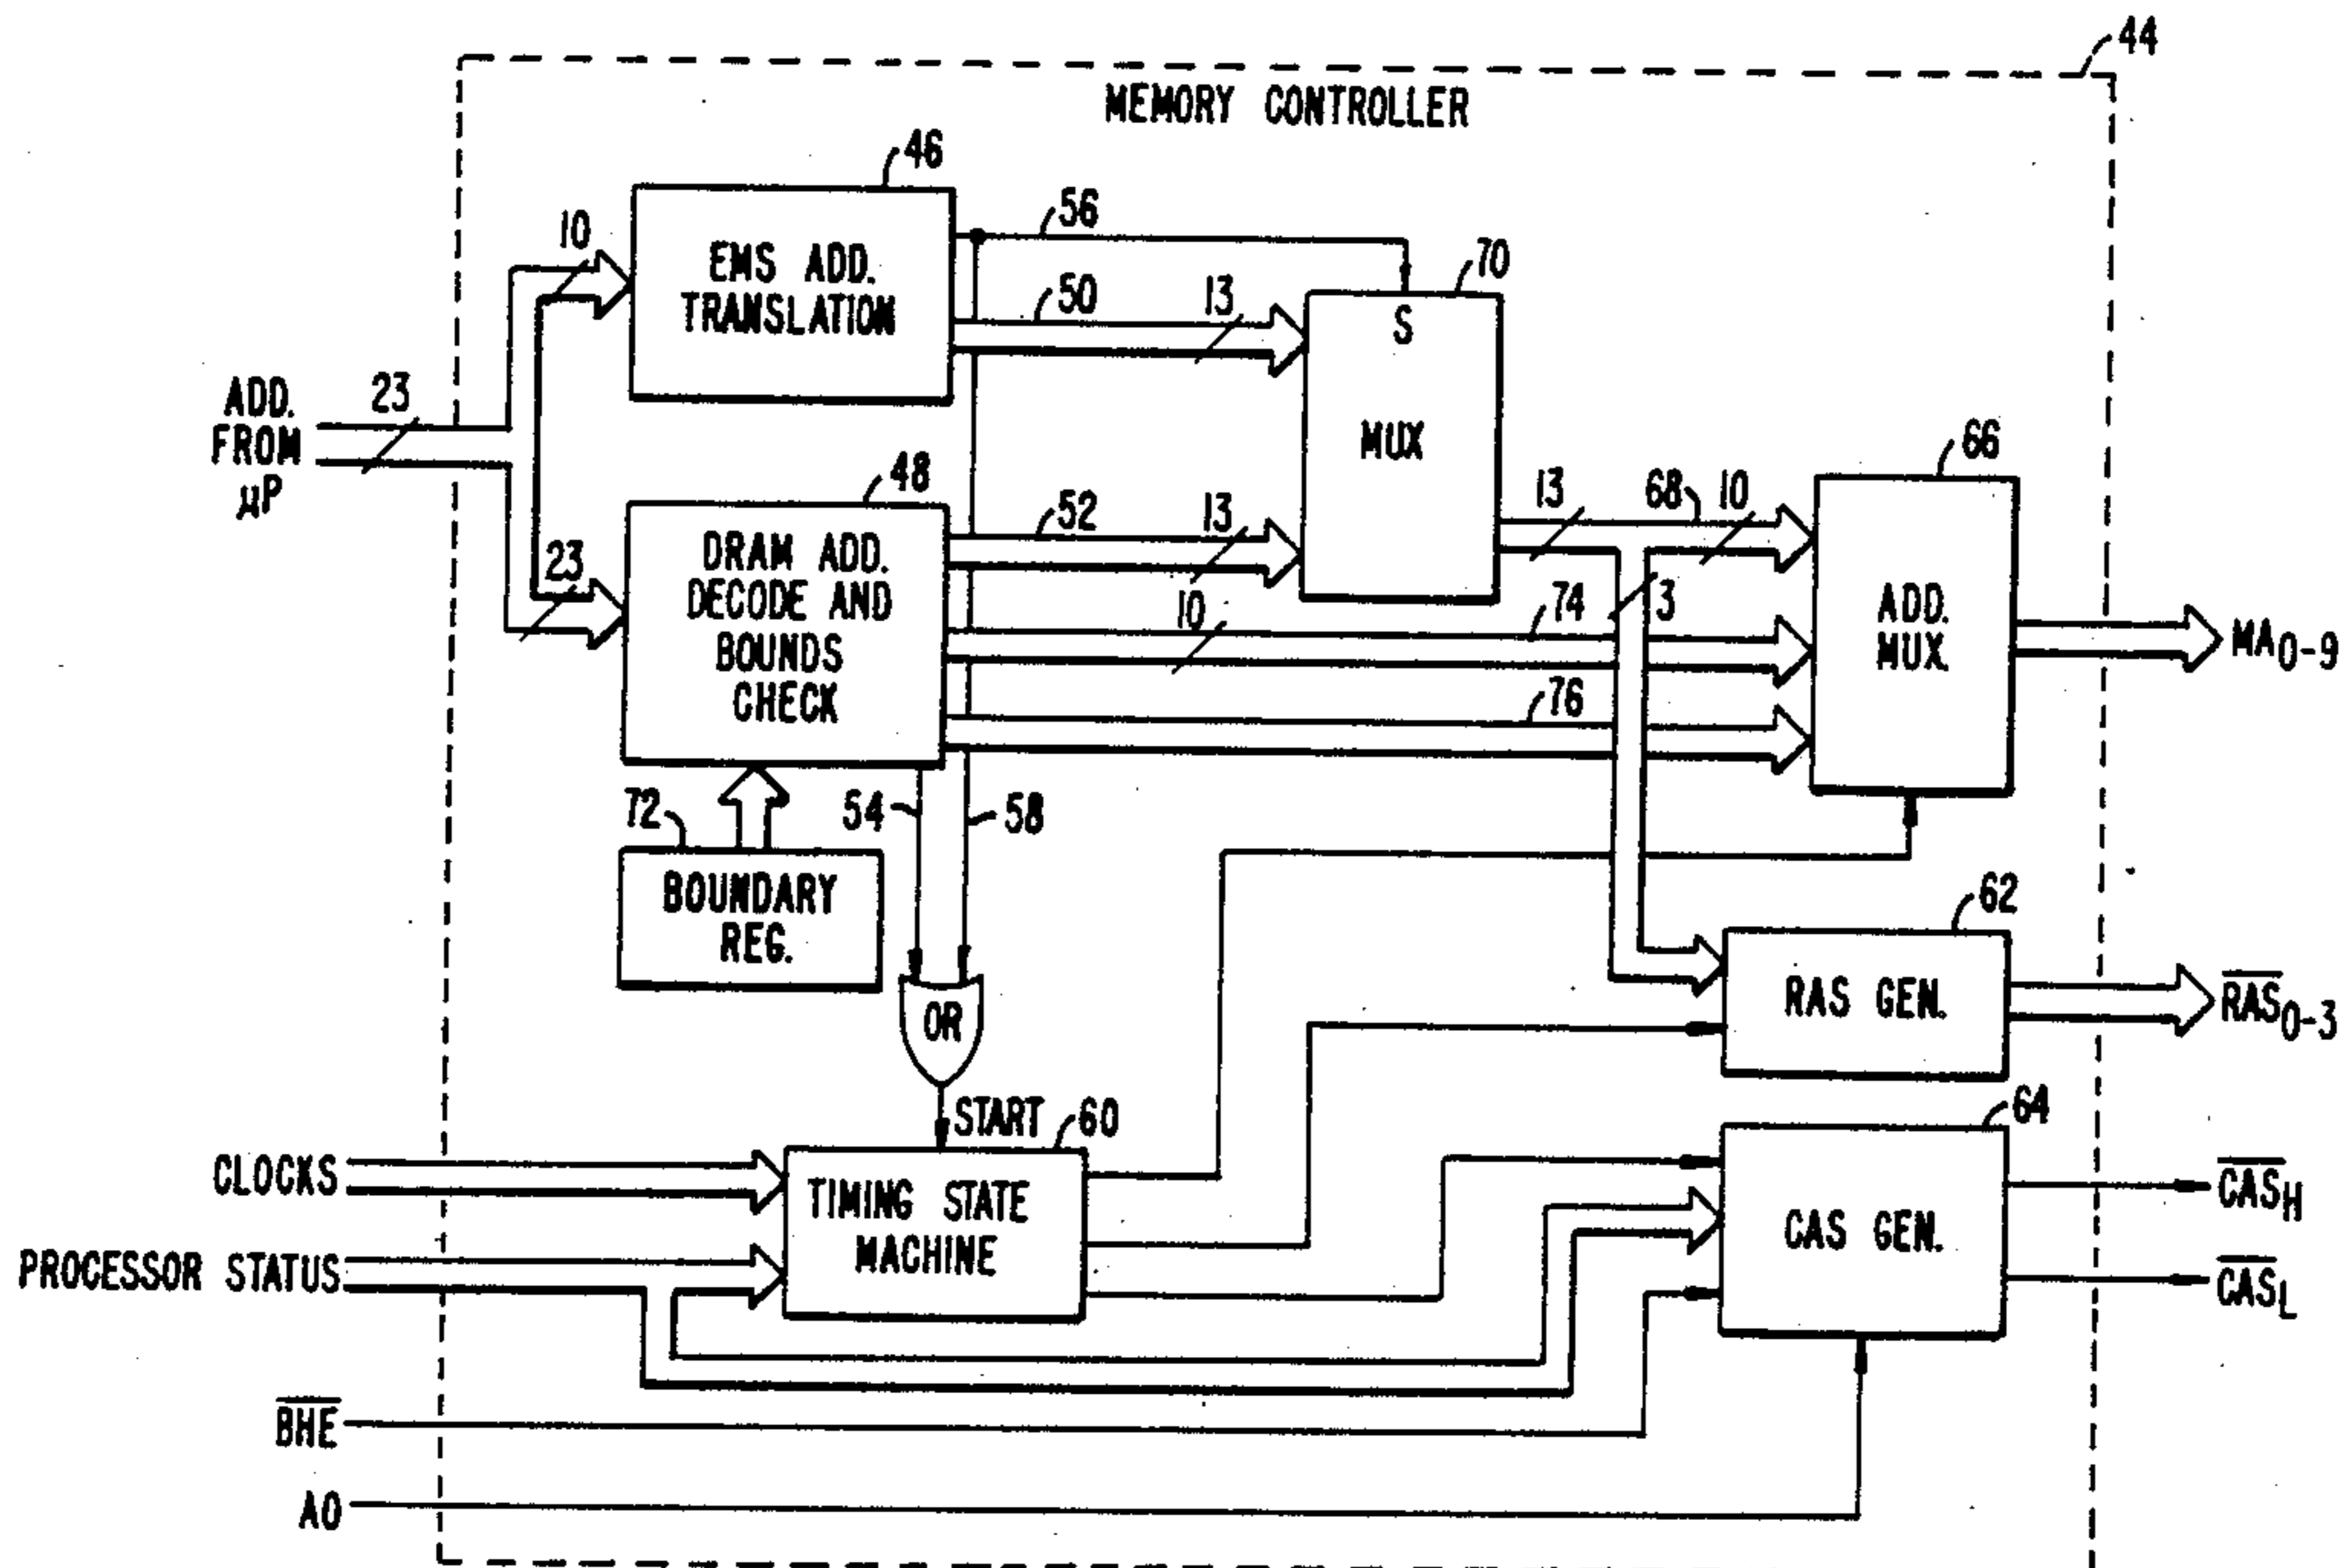 44
MEMORY CONTROLLER
46
10
EMS ADD.
TRANSLATION
56
50
13
70
S
MUX
ADD.
FROM
µP
23
48
23
DRAM ADD.
DECODE AND
BOUNDS
CHECK
52
13
10
74
76
13
68
10
3
66
ADD.
MUX.
MA0-9
72
BOUNDARY
REG.
54
58
OR
62
RAS GEN.
RAS0-3
START
60
CLOCKS
TIMING STATE
MACHINE
PROCESSOR STATUS
64
CAS GEN.
CASH
CASL
BHE
A0